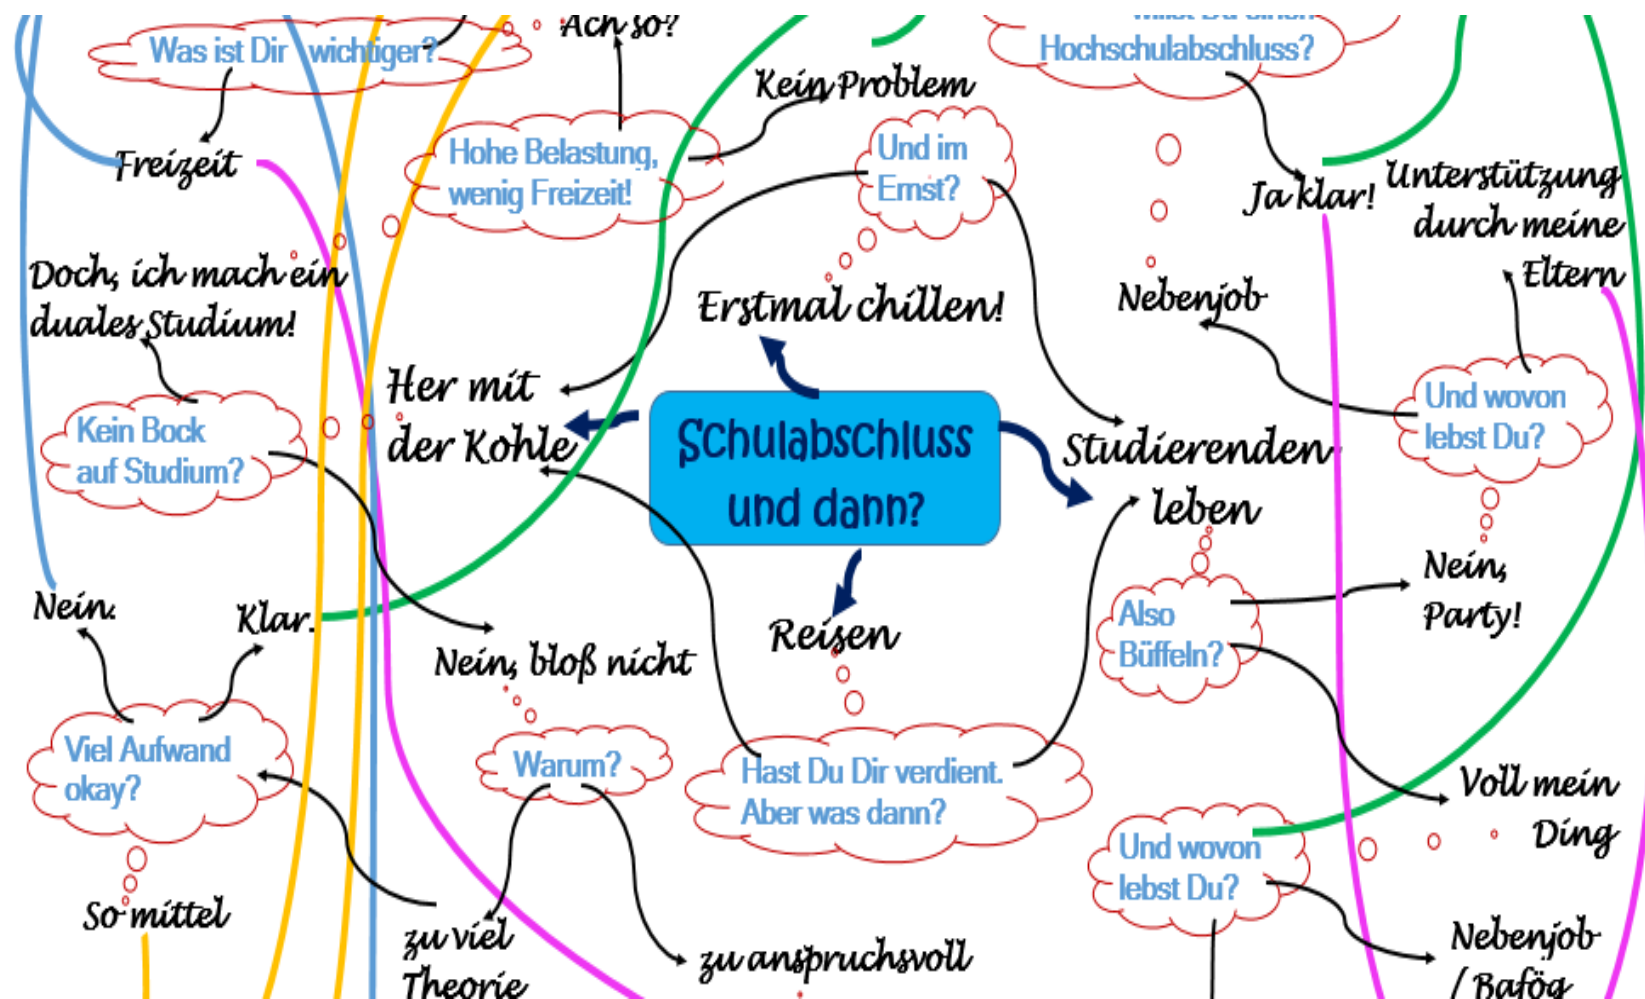 Was ist Dir wichtiger?
Ach so?
willst Du einen
Hochschulabschluss?
Kein Problem
Freizeit
Hohe Belastung,
wenig Freizeit!
Und im
Ernst?
Ja klar!
Unterstützung
durch meine
Eltern
Doch, ich mach ein
duales Studium!
Erstmal chillen!
Nebenjob
Her mit
der Kohle
Schulabschluss
und dann?
Studierenden
leben
Und wovon
lebst Du?
Kein Bock
auf Studium?
Nein,
Party!
Nein.
Klar.
Nein, bloß nicht
Reisen
Also
Büffeln?
Viel Aufwand
okay?
Warum?
Hast Du Dir verdient.
Aber was dann?
Voll mein
Ding
Und wovon
lebst Du?
So mittel
zu viel
Theorie
zu anspruchsvoll
Nebenjob
/ Bafög